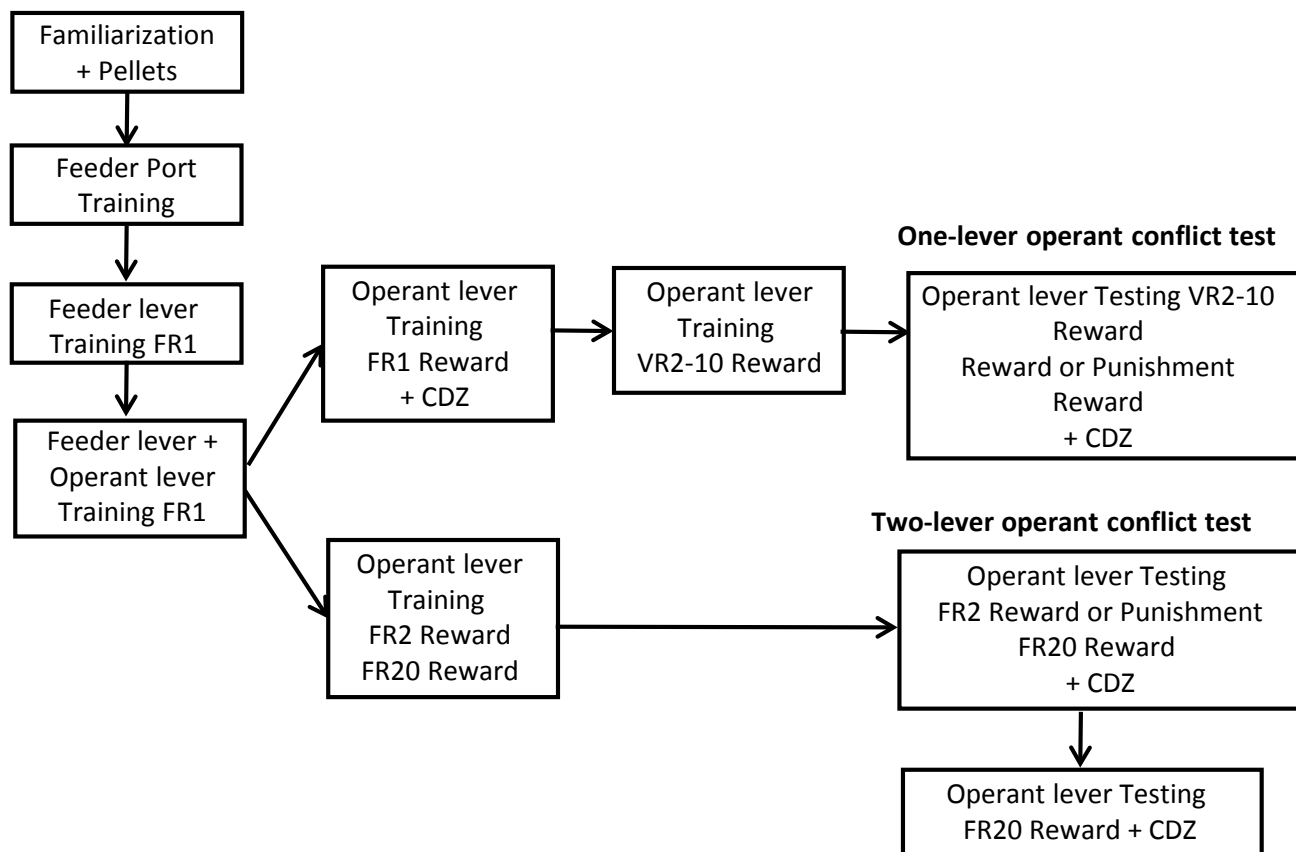 Familiarization
+ Pellets
Feeder Port
Training
Feeder lever
Training FR1
Feeder lever +
Operant lever
Training FR1
Operant lever
Training
FR1 Reward
+ CDZ
Operant lever
Training
VR2-10 Reward
One-lever operant conflict test
Operant lever Testing VR2-10
Reward
Reward or Punishment
Reward
+ CDZ
Operant lever
Training
FR2 Reward
FR20 Reward
Two-lever operant conflict test
Operant lever Testing
FR2 Reward or Punishment
FR20 Reward
+ CDZ
Operant lever Testing
FR20 Reward + CDZ